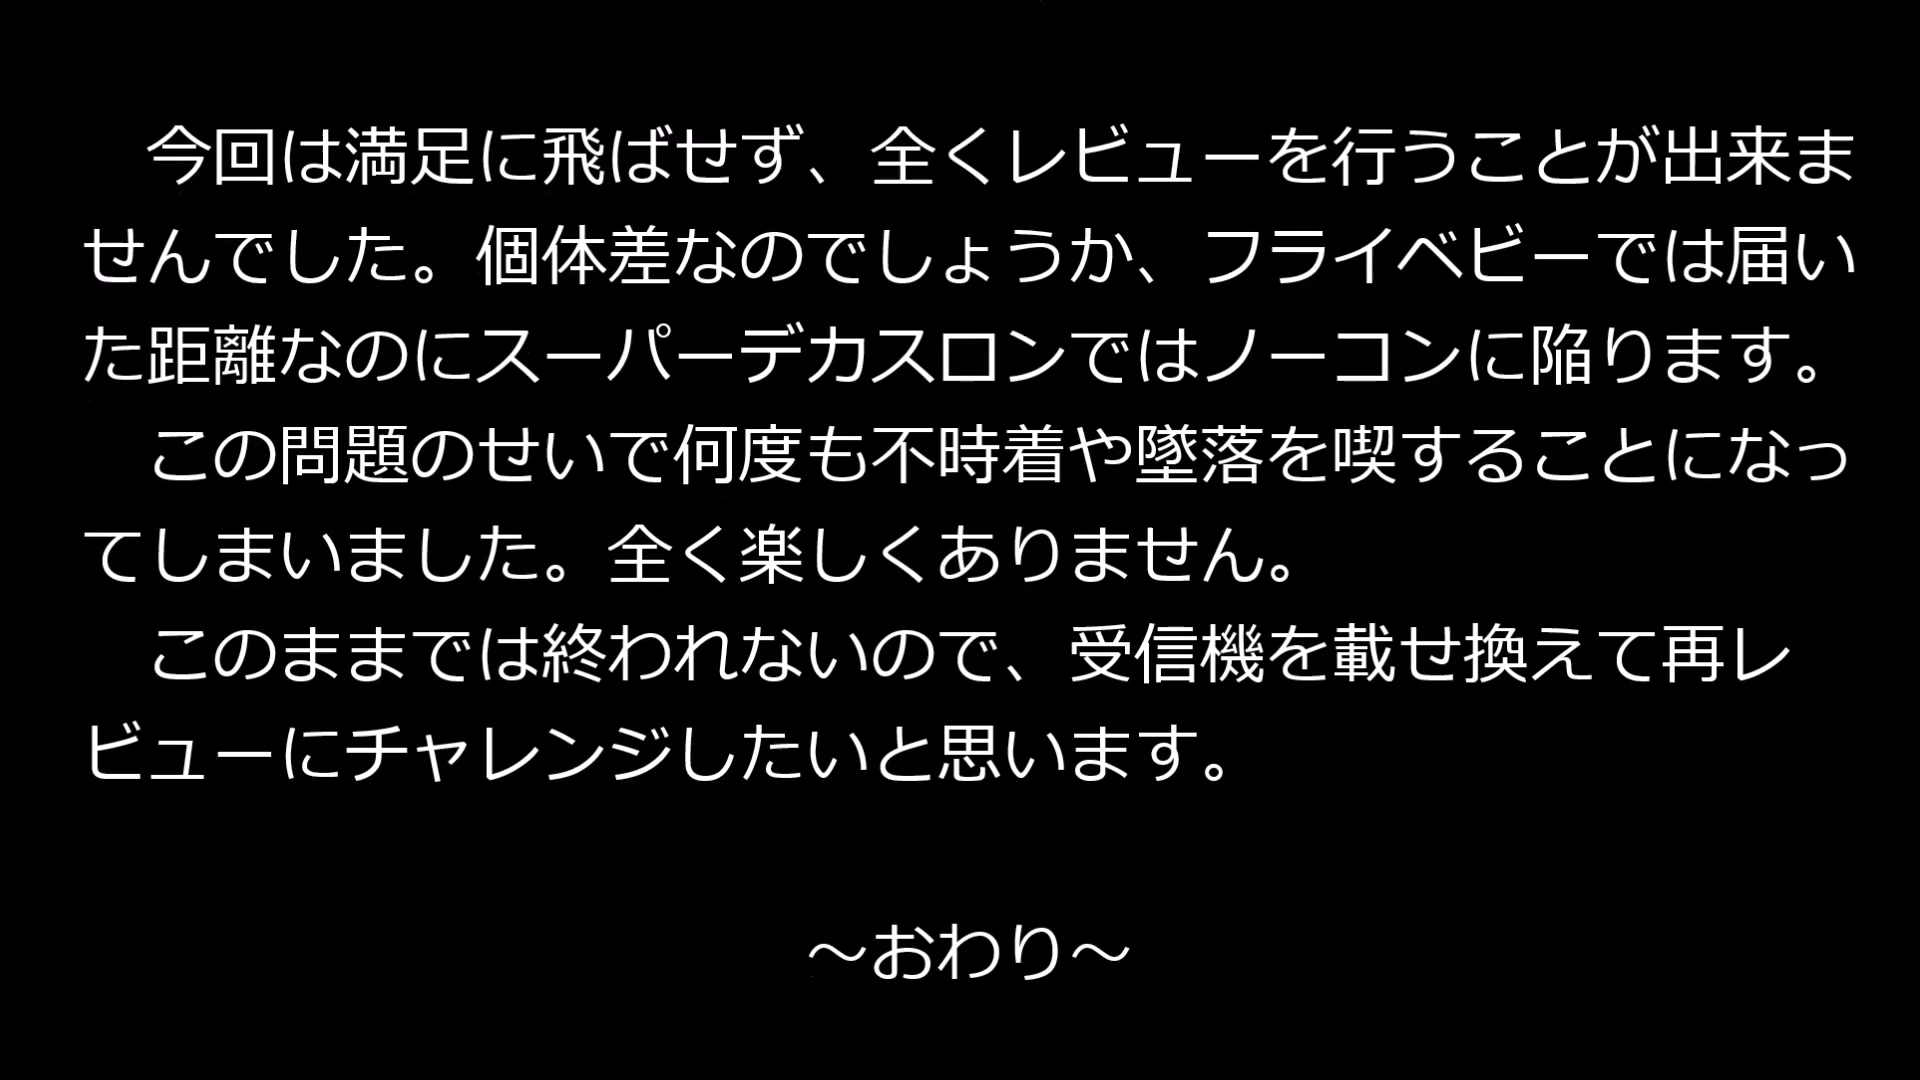 今回は満足に飛ばせず、全くレビューを行うことが出来ま
せんでした。個体差なのでしょうか、フライベビーでは届い
た距離なのにスーパーデカスロンではノーコンに陥ります。
　この問題のせいで何度も不時着や墜落を喫することになっ
てしまいました。全く楽しくありません。
　このままでは終われないので、受信機を載せ換えて再レ
ビューにチャレンジしたいと思います。
～おわり～